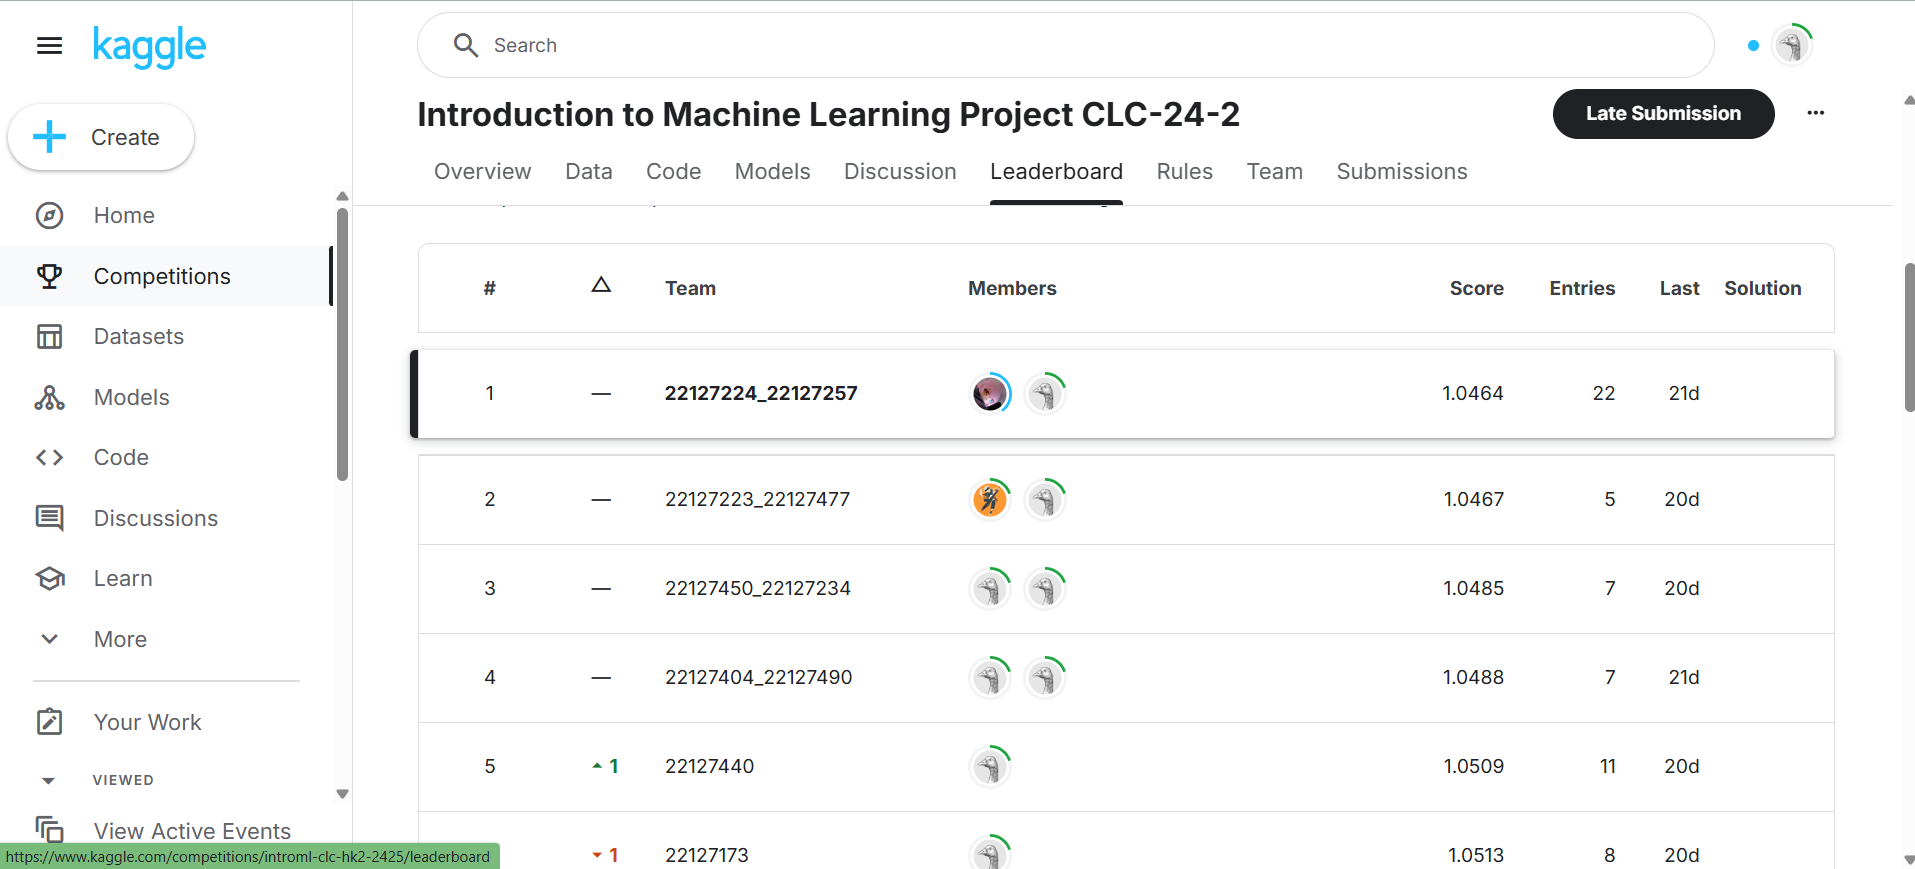 kaggle
Search
Create
Home
Competitions
Datasets
Models
Code
Discussions
Learn
More
Your Work
VIEWED
View Active Events
https://www.kaggle.com/competitions/introml-clc-hk2-2425/leaderboard
Introduction to Machine Learning Project CLC-24-2
Late Submission
Overview Data Code Models Discussion Leaderboard Rules Team Submissions
# Team Members Score Entries Last Solution
1 — 22127224_22127257 1.0464 22 21d
2 — 22127223_22127477 1.0467 5 20d
3 — 22127450_22127234 1.0485 7 20d
4 — 22127404_22127490 1.0488 7 21d
5 1 22127440 1.0509 11 20d
1 22127173 1.0513 8 20d